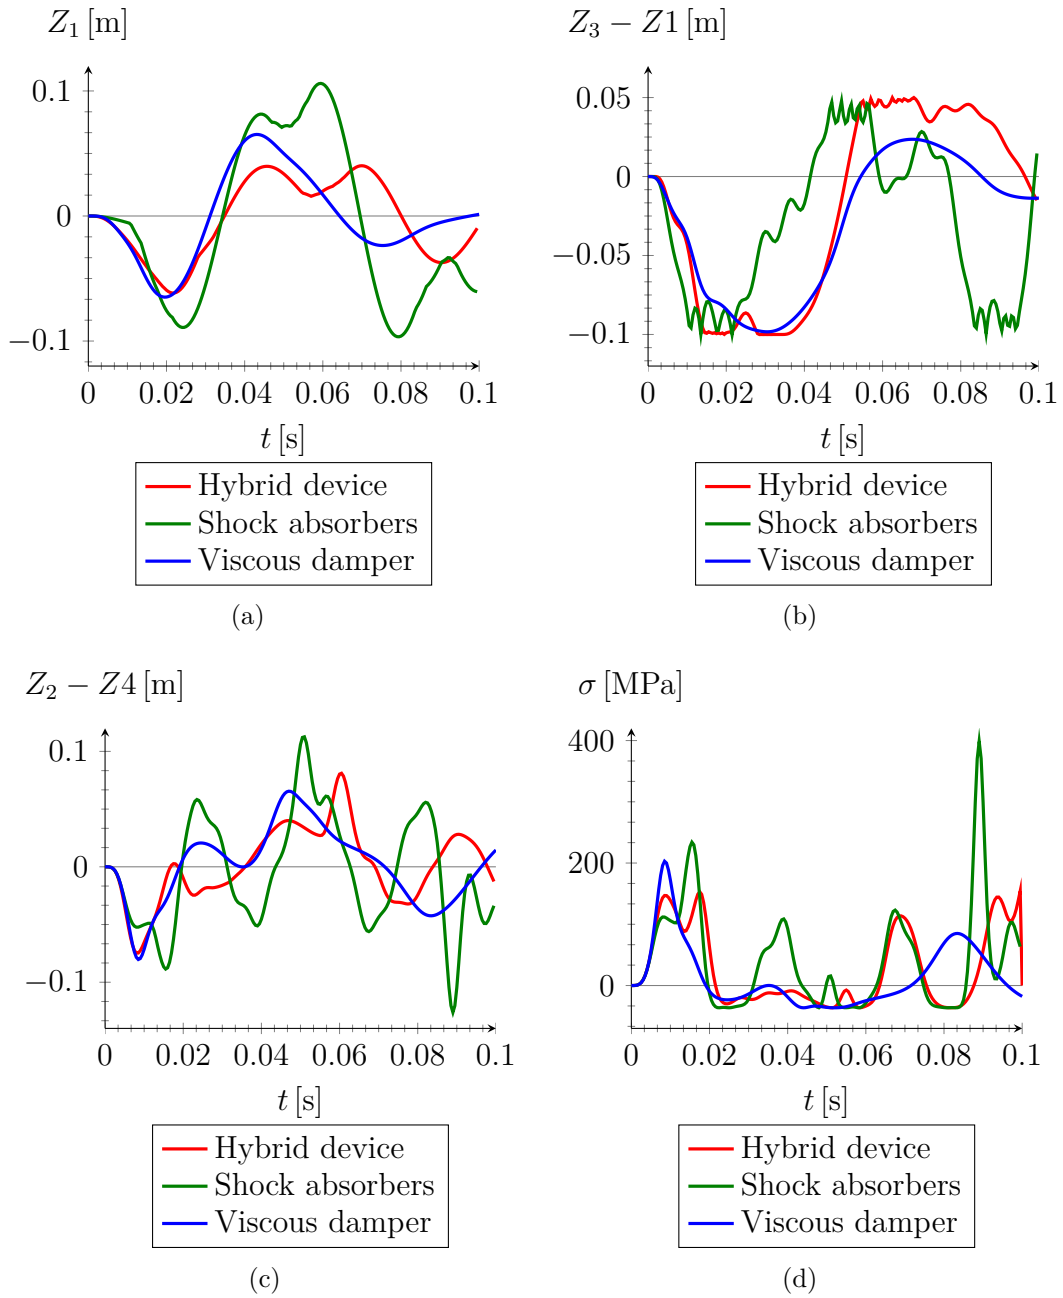 Z₁ [m]
0.1
0
−0.1
0 0.02 0.04 0.06 0.08 0.1
t [s]
Hybrid device
Shock absorbers
Viscous damper
(a)
Z₃ − Z1 [m]
0.05
0
−0.05
−0.1
0 0.02 0.04 0.06 0.08 0.1
t [s]
Hybrid device
Shock absorbers
Viscous damper
(b)
Z₂ − Z4 [m]
0.1
0
−0.1
0 0.02 0.04 0.06 0.08 0.1
t [s]
Hybrid device
Shock absorbers
Viscous damper
(c)
σ [MPa]
400
200
0
0 0.02 0.04 0.06 0.08 0.1
t [s]
Hybrid device
Shock absorbers
Viscous damper
(d)